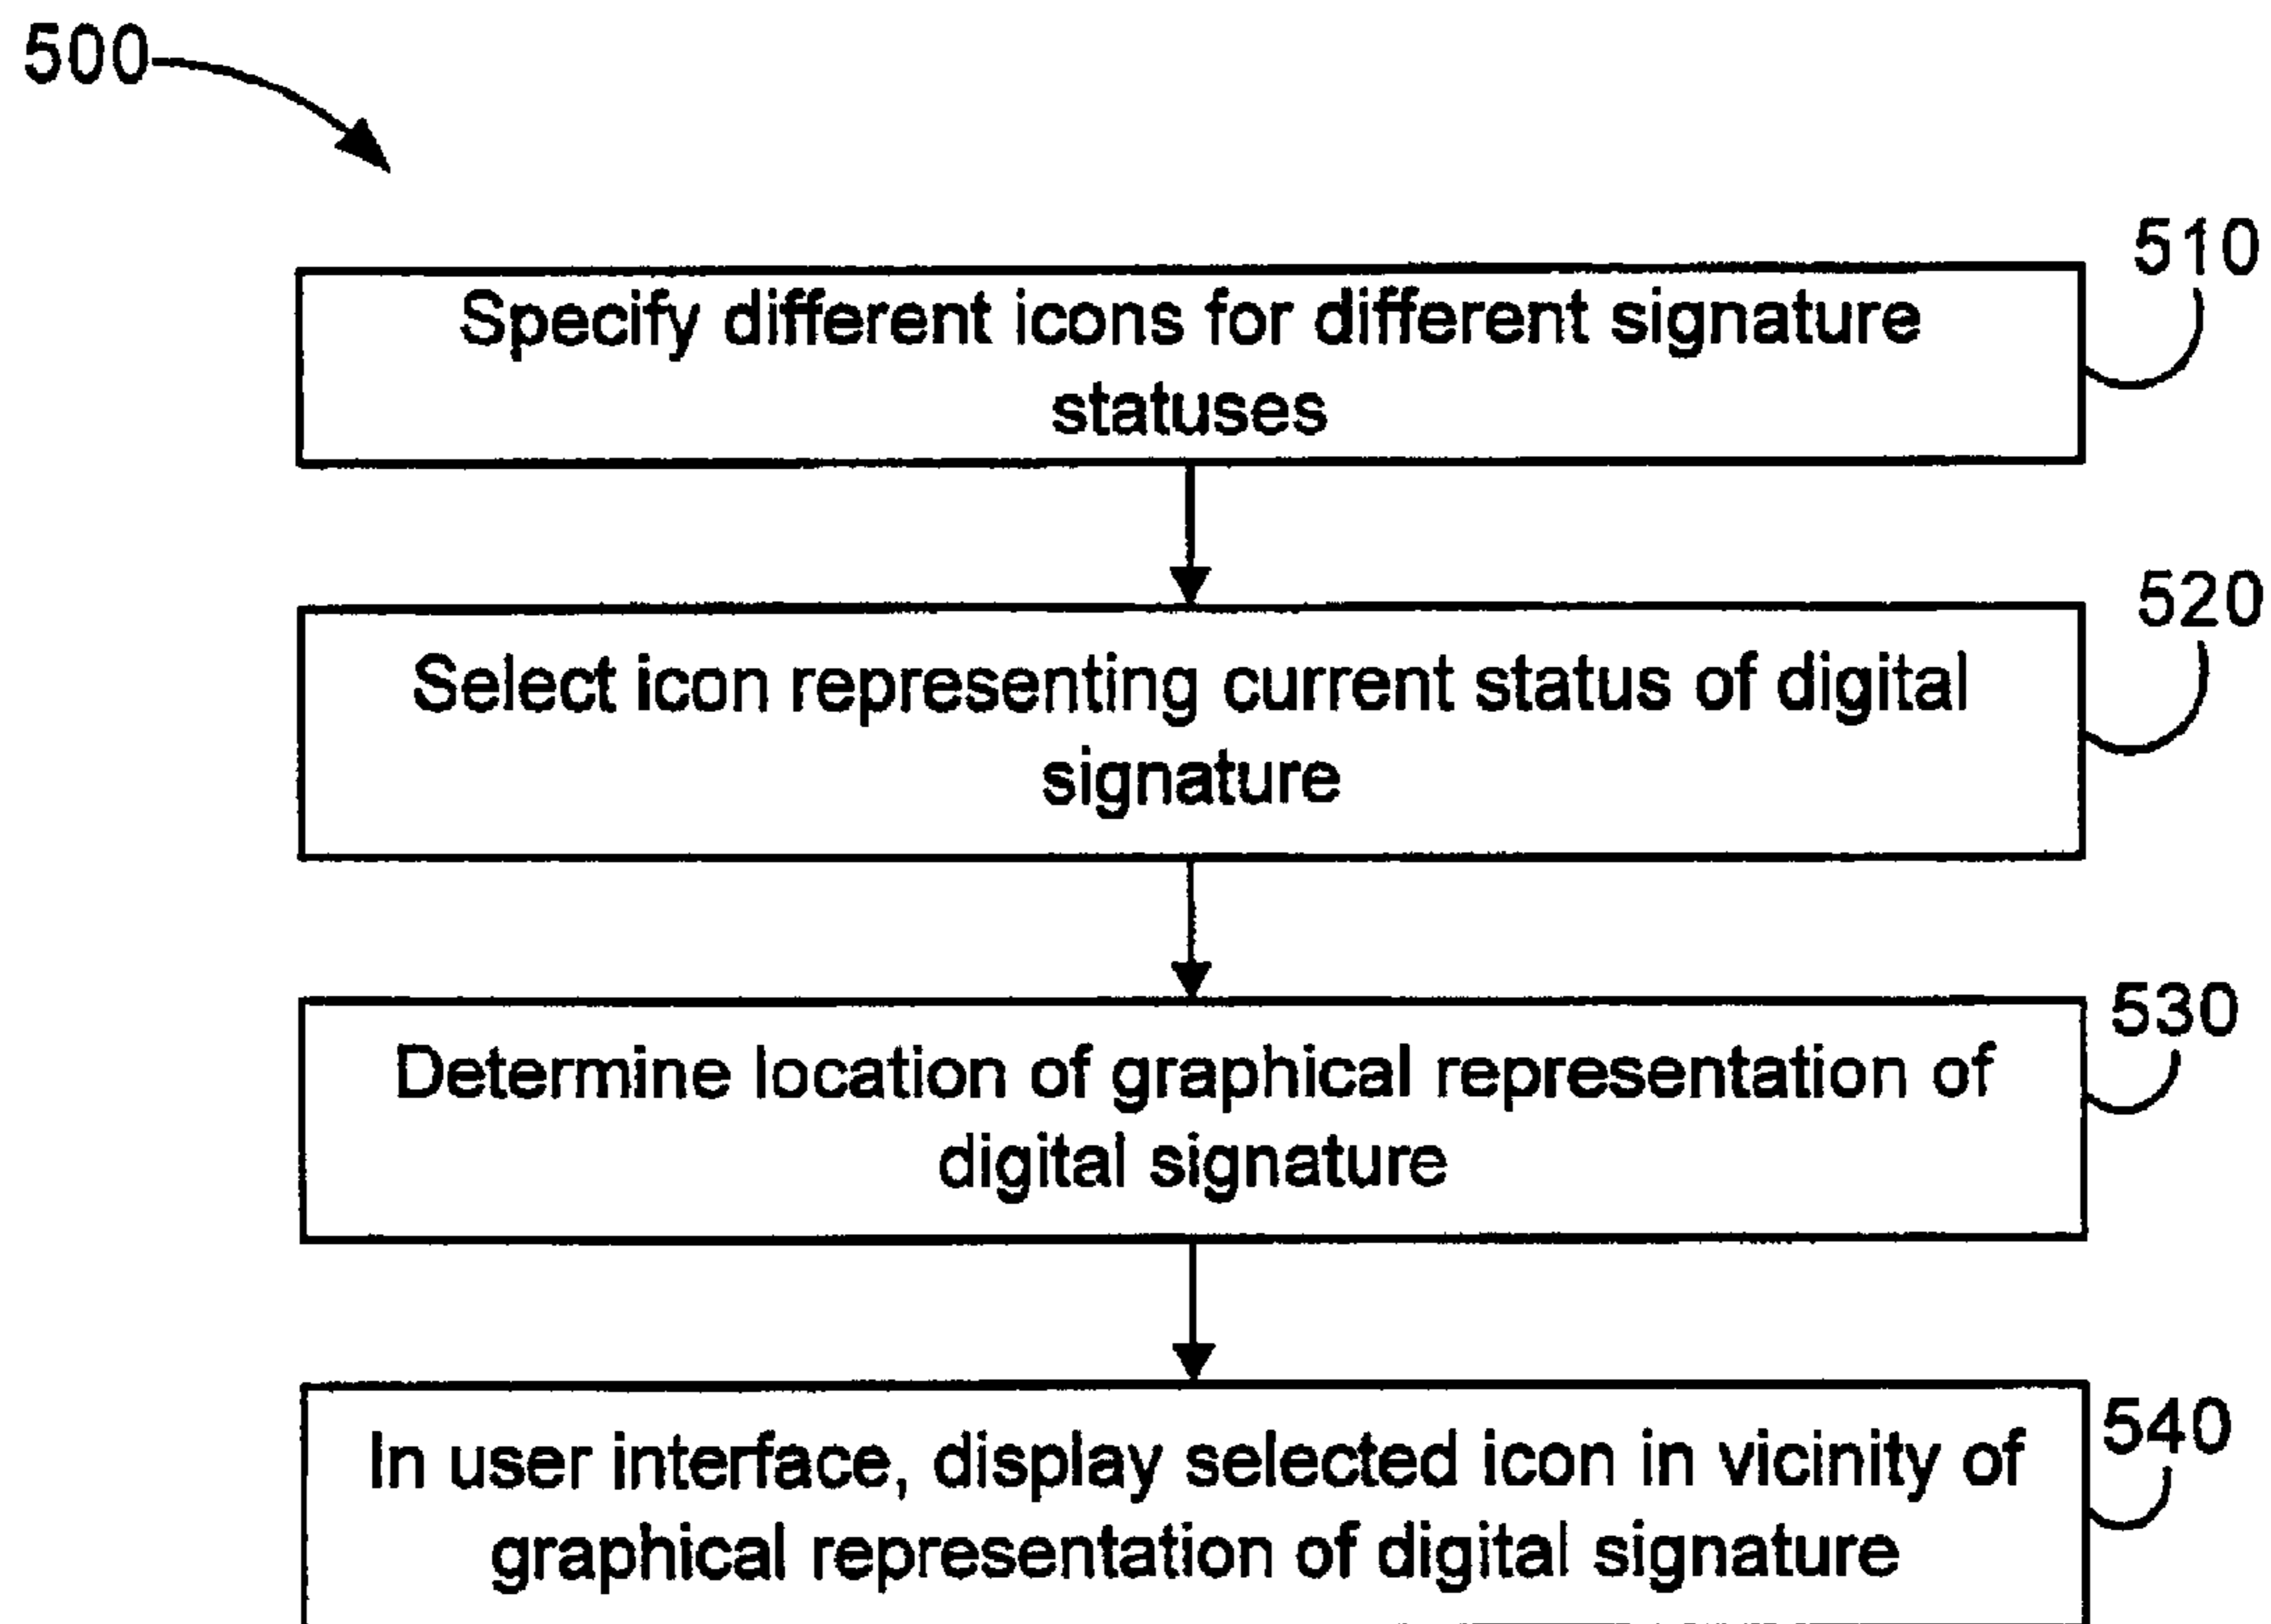 500
510
Specify different icons for different signature
statuses
520
Select icon representing current status of digital
signature
530
Determine location of graphical representation of
digital signature
540
In user interface, display selected icon in vicinity of
graphical representation of digital signature